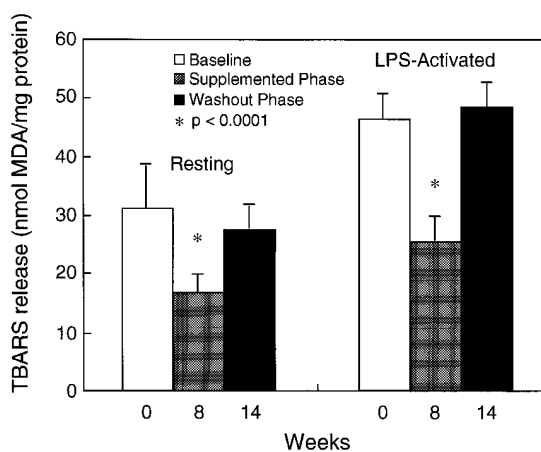 TBARS release (nmol MDA/mg protein)
60
50
40
30
20
10
0
Baseline
Supplemented Phase
Washout Phase
* p < 0.0001
LPS-Activated
Resting
*
*
0 8 14 0 8 14
Weeks